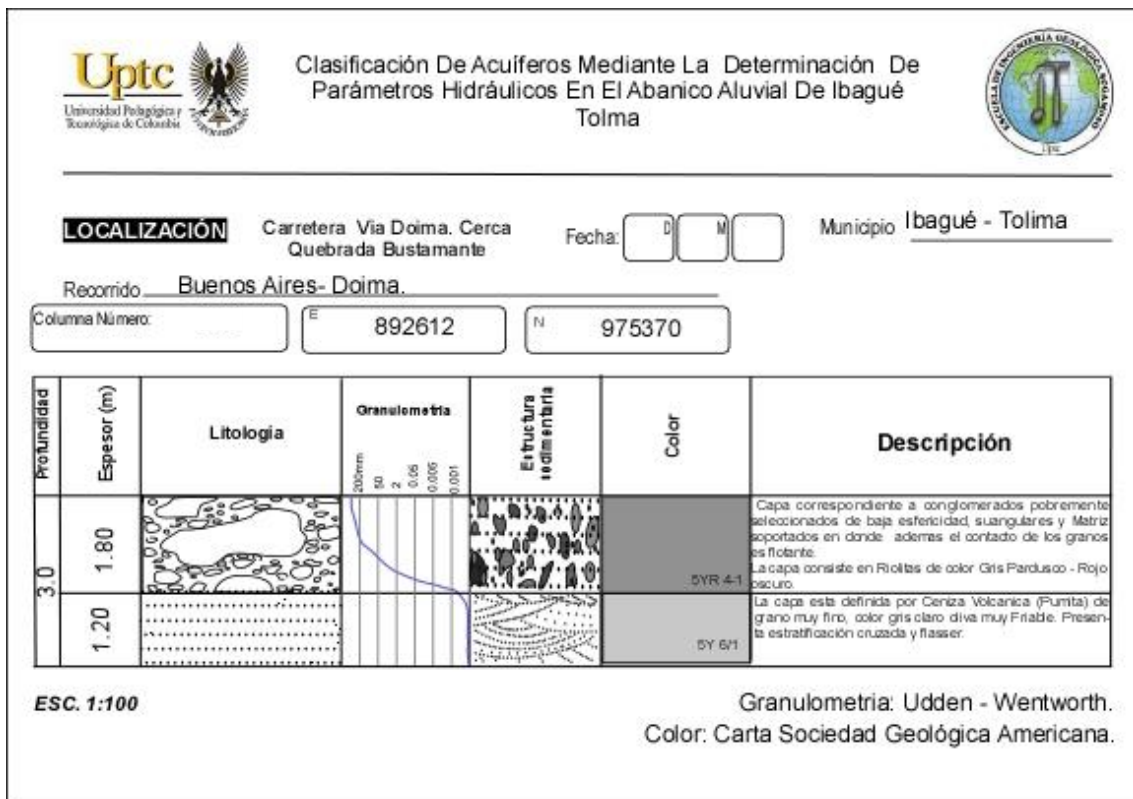 Uptc
Universidad Pedagógica y
Tecnológica de Colombia
Clasificación De Acuíferos Mediante La Determinación De
Parámetros Hidráulicos En El Abanico Aluvial De Ibagué
Tolma
ESCUELA DE INGENIERIA GEOLÓGICA SOGAMOSO
Uptc
LOCALIZACIÓN
Carretera Via Doima. Cerca
Quebrada Bustamante
Fecha:
D
M
Municipio
Ibagué - Tolima
Recorrido
Buenos Aires- Doima.
Columna Número:
E
892612
N
975370
Profundidad
Espesor (m)
Litología
Granulometria
200mm
50
2
0.05
0.005
0.001
Estructura
sedimentaria
Color
Descripción
3.0
1.80
5YR 4-1
Capa correspondiente a conglomerados pobremente
seleccionados de baja esfericidad, suangulares y Matriz
soportados en donde ademas el contacto de los granos
es flotante.
La capa consiste en Riolitas de color Gris Pardusco - Rojo
oscuro.
1.20
5Y 6/1
La capa esta definida por Ceniza Volcanica (Pumita) de
grano muy fino, color gris claro oliva muy Friable. Presen-
ta estratificación cruzada y flasser.
ESC. 1:100
Granulometria: Udden - Wentworth.
Color: Carta Sociedad Geológica Americana.